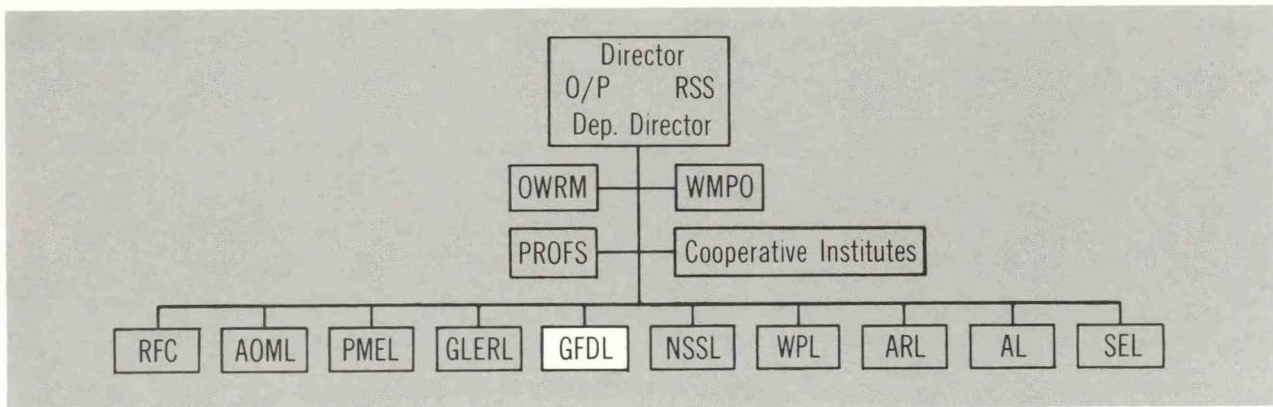 Director
O/P RSS
Dep. Director
OWRM WMPO
PROFS Cooperative Institutes
RFC AOML PMEL GLERL GFDL NSSL WPL ARL AL SEL